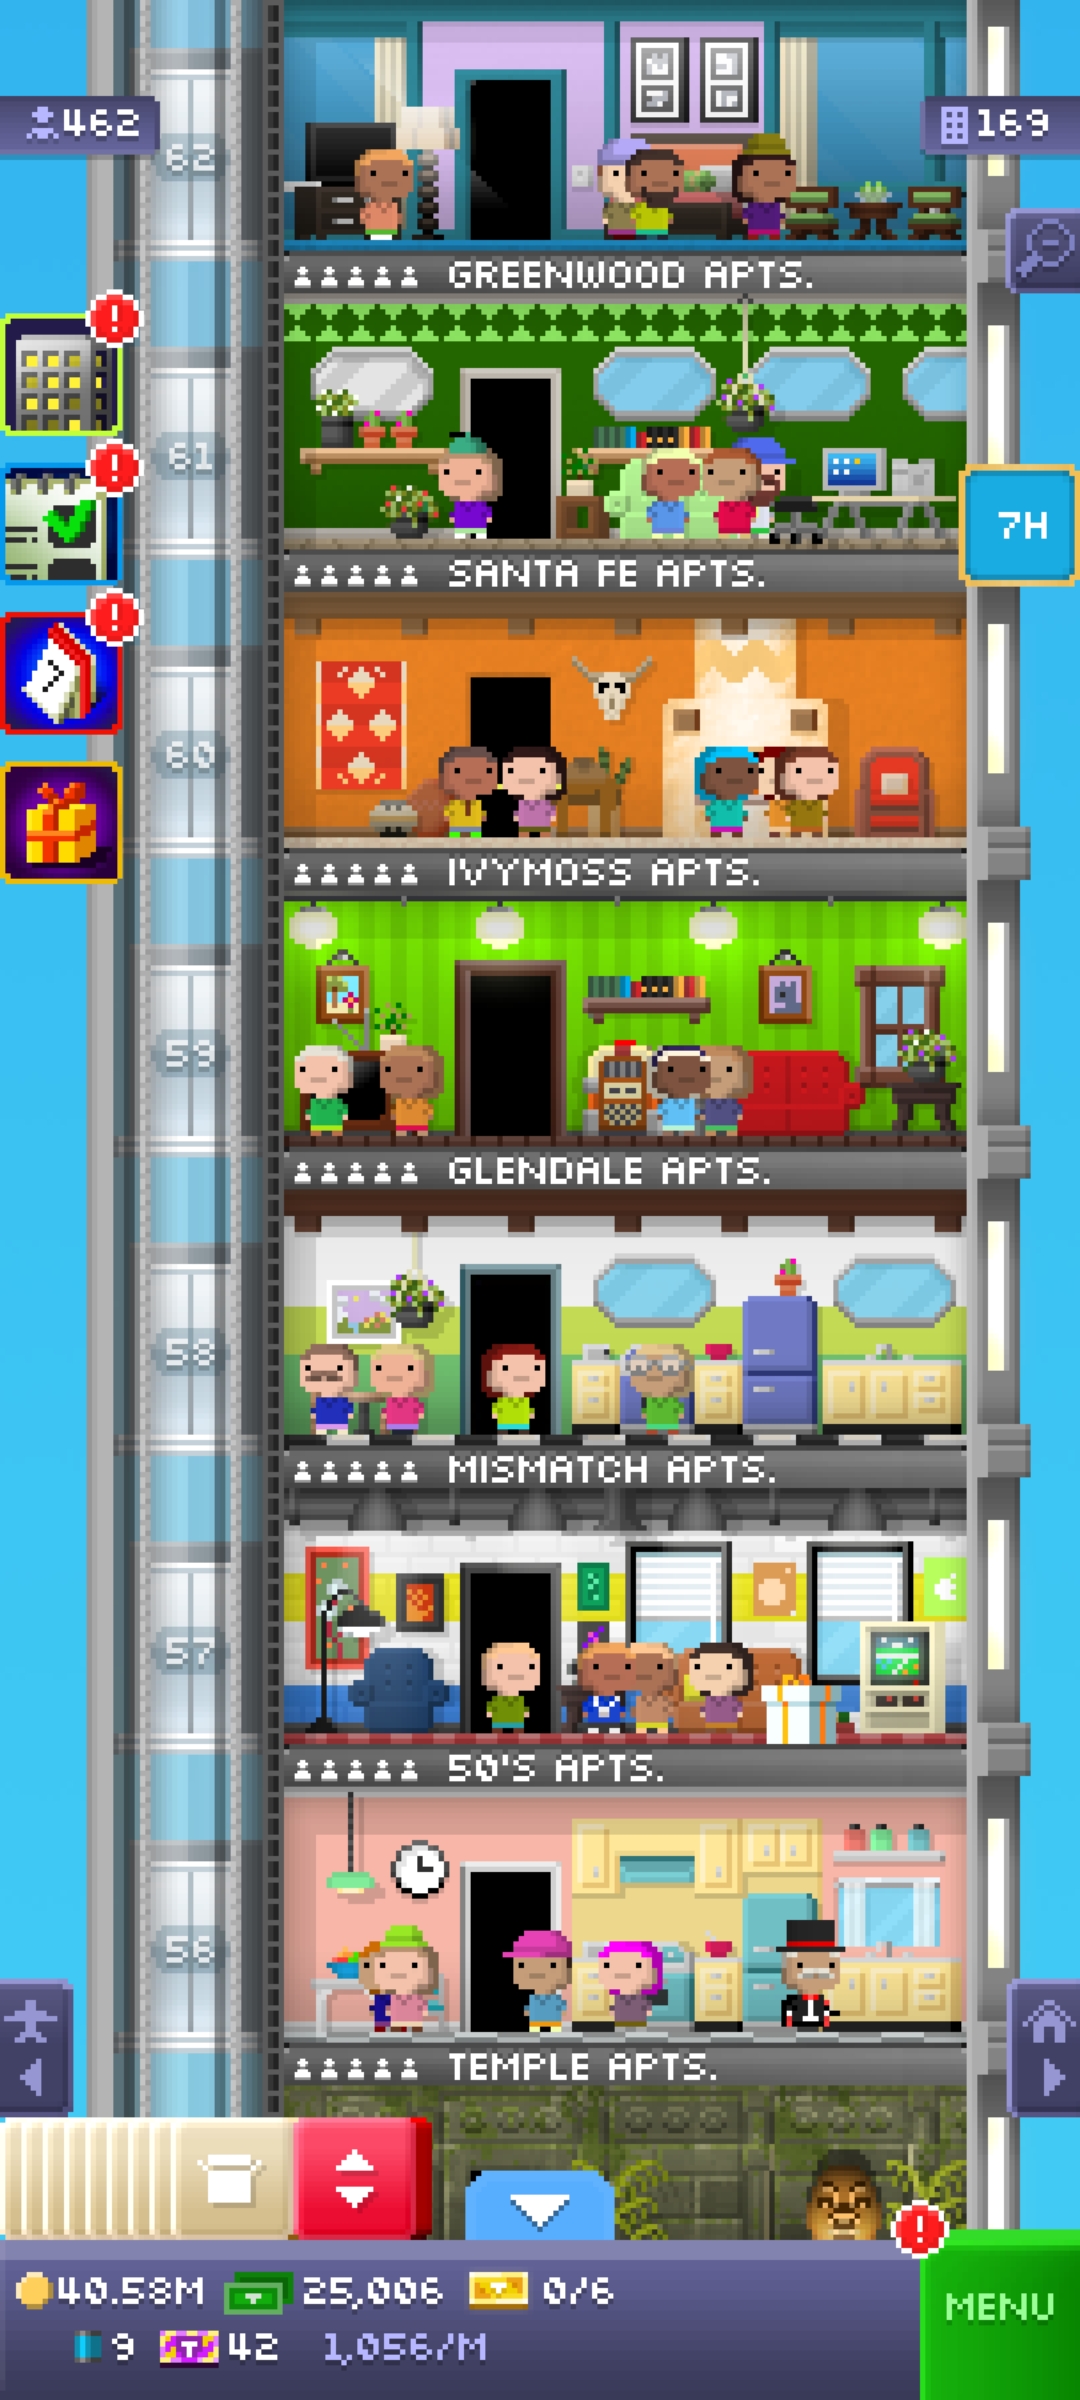 462
169
62
GREENWOOD APTS.
61
7H
SANTA FE APTS.
60
IVYMOSS APTS.
59
GLENDALE APTS.
58
MISMATCH APTS.
57
50'S APTS.
56
TEMPLE APTS.
40.58M 25,006 0/6
MENU
9 T 42 1,056/M